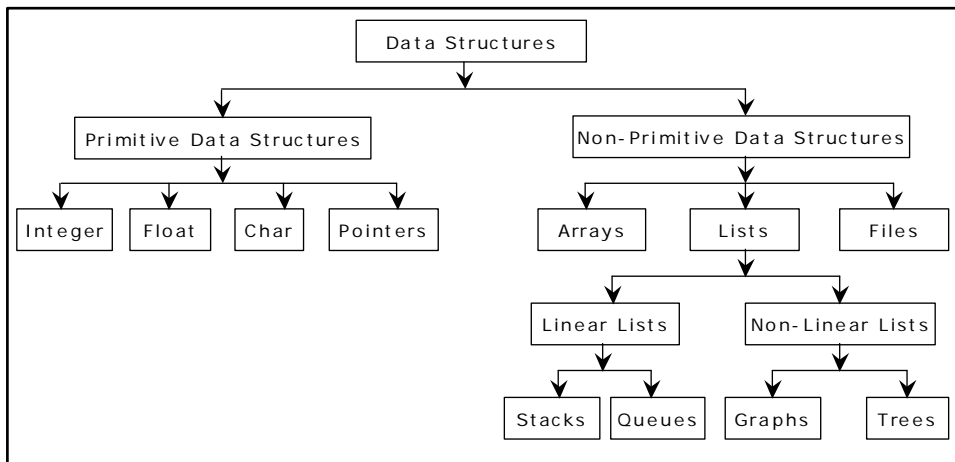 Data Structures
Primitive Data Structures
Non-Primitive Data Structures
Integer
Float
Char
Pointers
Arrays
Lists
Files
Linear Lists
Non-Linear Lists
Stacks
Queues
Graphs
Trees